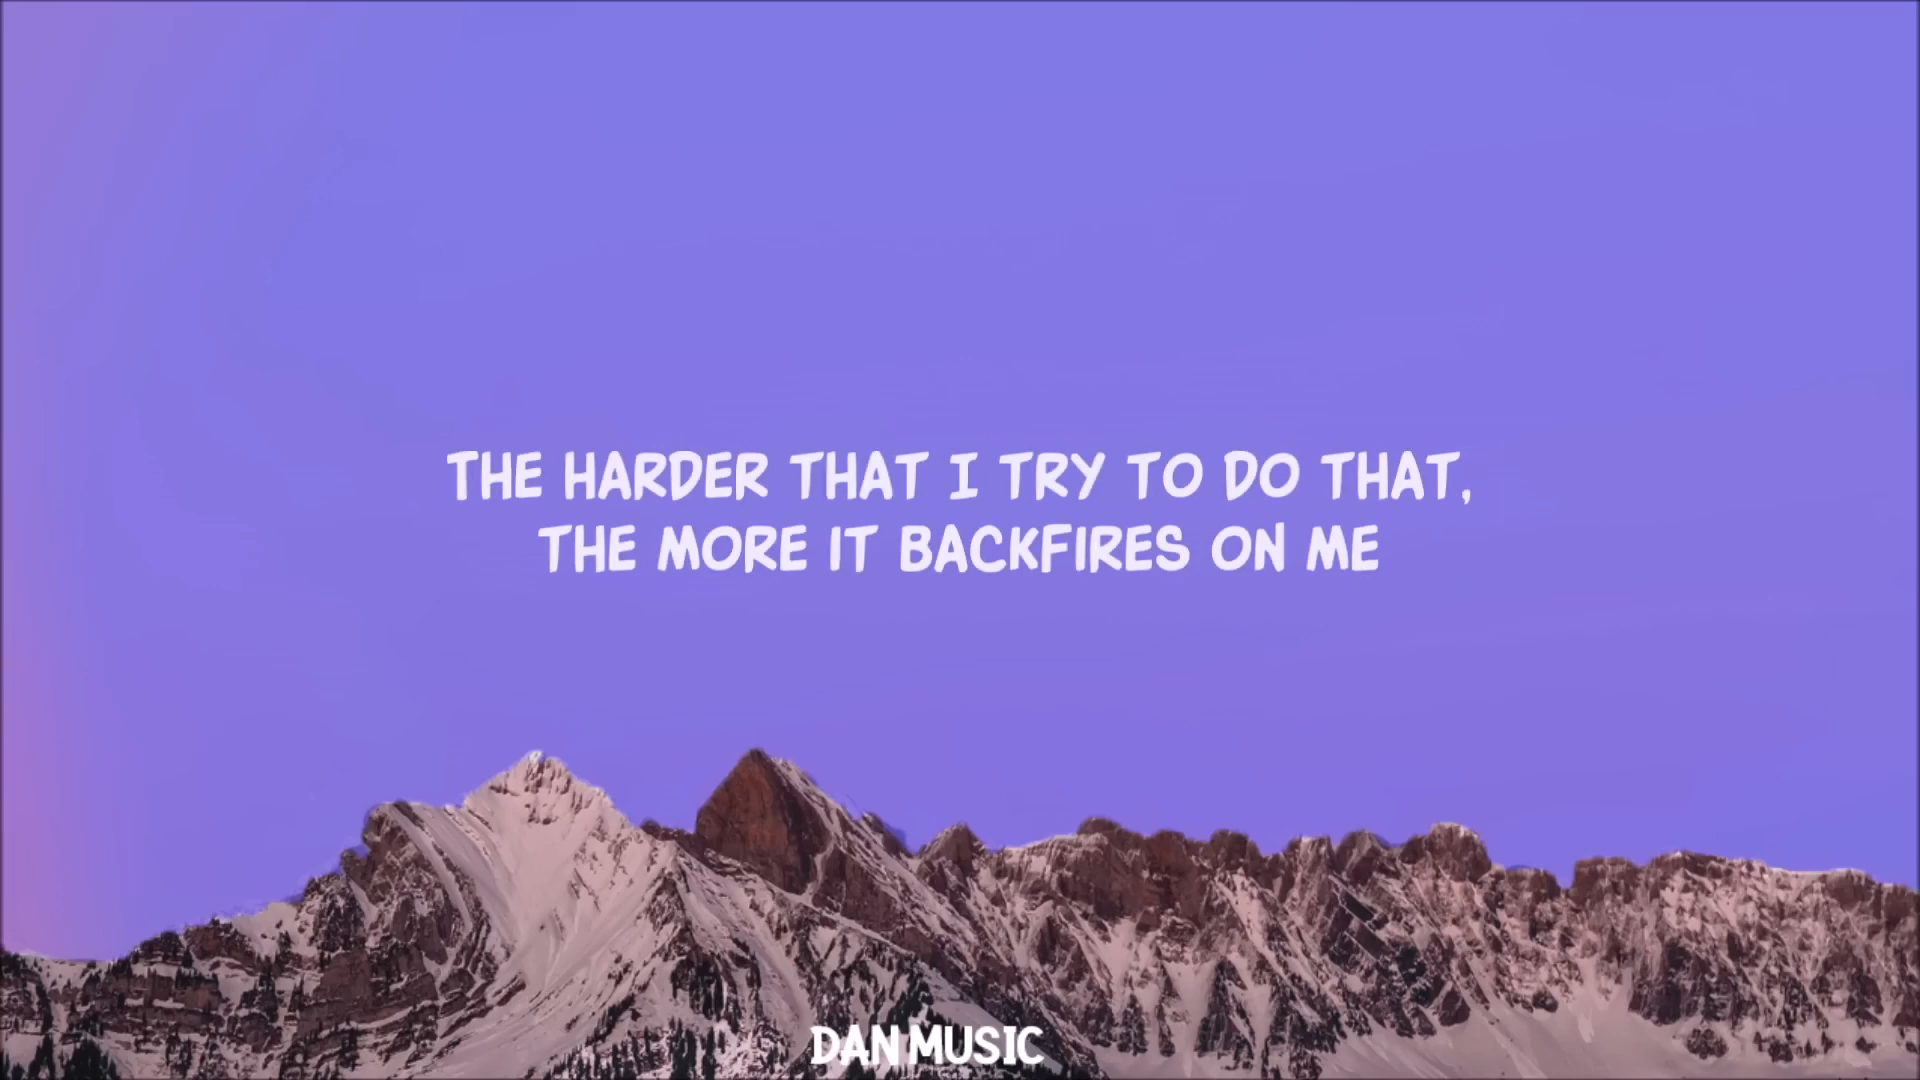 THE HARDER THAT I TRY TO DO THAT,
THE MORE IT BACKFIRES ON ME
DAN MUSIC